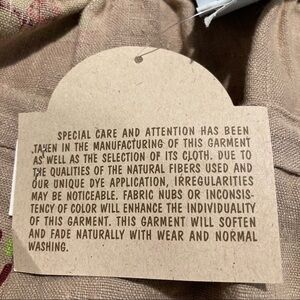 SPECIAL CARE AND ATTENTION HAS BEEN
TAKEN IN THE MANUFACTURING OF THIS GARMENT
AS WELL AS THE SELECTION OF ITS CLOTH. DUE TO
THE QUALITIES OF THE NATURAL FIBERS USED AND
OUR UNIQUE DYE APPLICATION, IRREGULARITIES
MAY BE NOTICEABLE. FABRIC NUBS OR INCONSIS-
TENCY OF COLOR WILL ENHANCE THE INDIVIDUALITY
OF THIS GARMENT. THIS GARMENT WILL SOFTEN
AND FADE NATURALLY WITH WEAR AND NORMAL
WASHING.